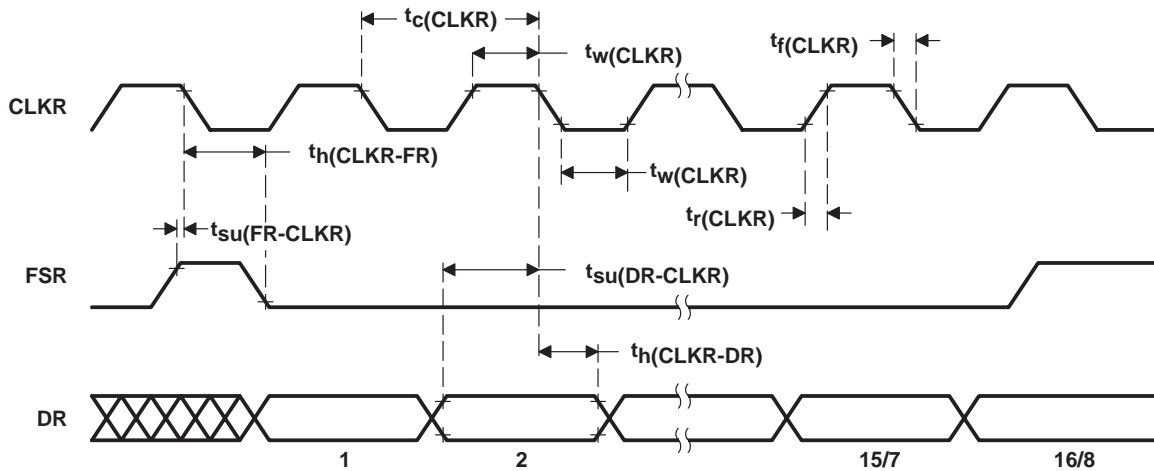 tc(CLKR)
tw(CLKR)
tf(CLKR)
CLKR
th(CLKR-FR)
tw(CLKR)
tr(CLKR)
tsu(FR-CLKR)
FSR
tsu(DR-CLKR)
th(CLKR-DR)
DR
1 2 15/7 16/8